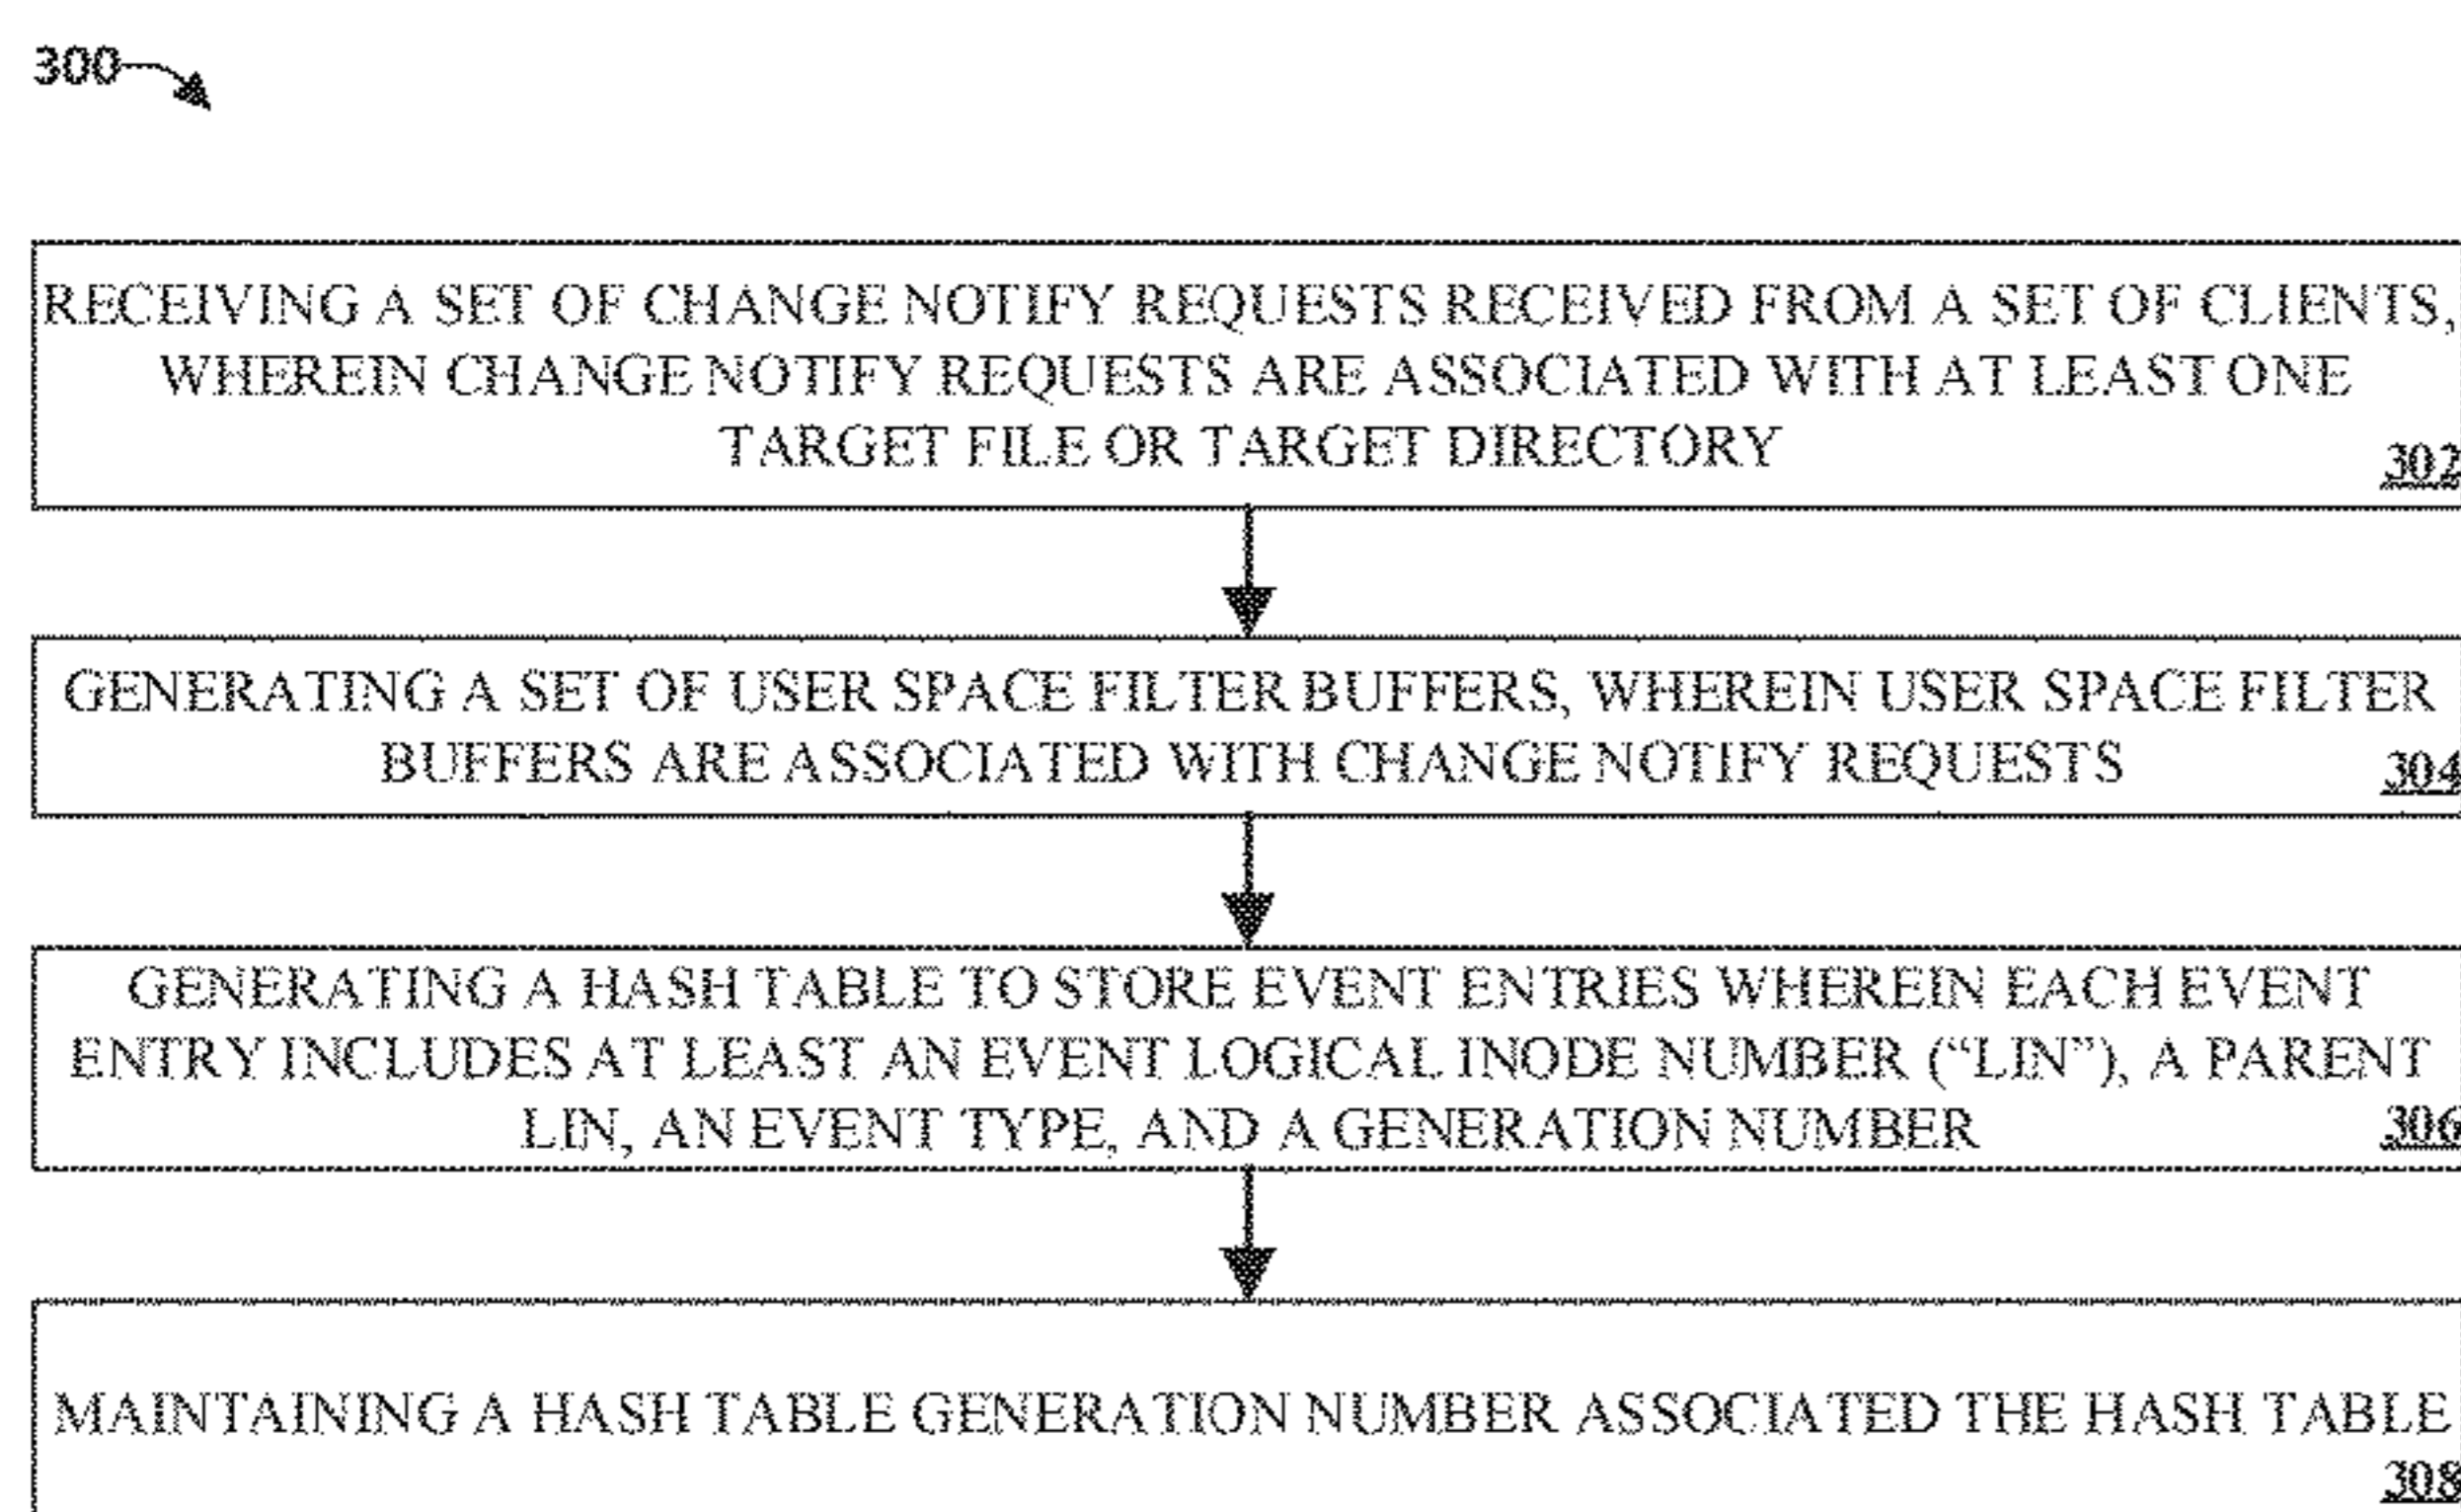 300
RECEIVING A SET OF CHANGE NOTIFY REQUESTS RECEIVED FROM A SET OF CLIENTS,
WHEREIN CHANGE NOTIFY REQUESTS ARE ASSOCIATED WITH AT LEAST ONE
TARGET FILE OR TARGET DIRECTORY
302
GENERATING A SET OF USER SPACE FILTER BUFFERS, WHEREIN USER SPACE FILTER
BUFFERS ARE ASSOCIATED WITH CHANGE NOTIFY REQUESTS
304
GENERATING A HASH TABLE TO STORE EVENT ENTRIES WHEREIN EACH EVENT
ENTRY INCLUDES AT LEAST AN EVENT LOGICAL INODE NUMBER (“LIN”), A PARENT
LIN, AN EVENT TYPE, AND A GENERATION NUMBER
306
MAINTAINING A HASH TABLE GENERATION NUMBER ASSOCIATED THE HASH TABLE
308